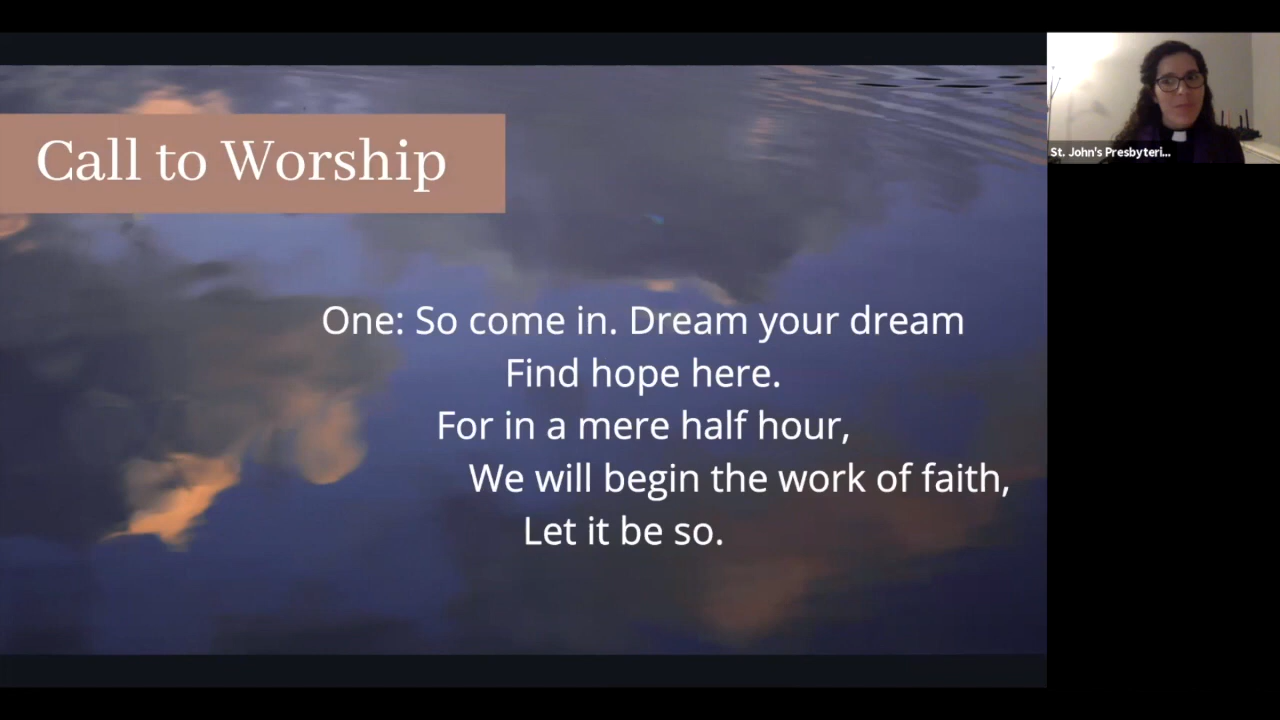 Call to Worship
St. John's Presbyteri...
One: So come in. Dream your dream
Find hope here.
For in a mere half hour,
We will begin the work of faith,
Let it be so.